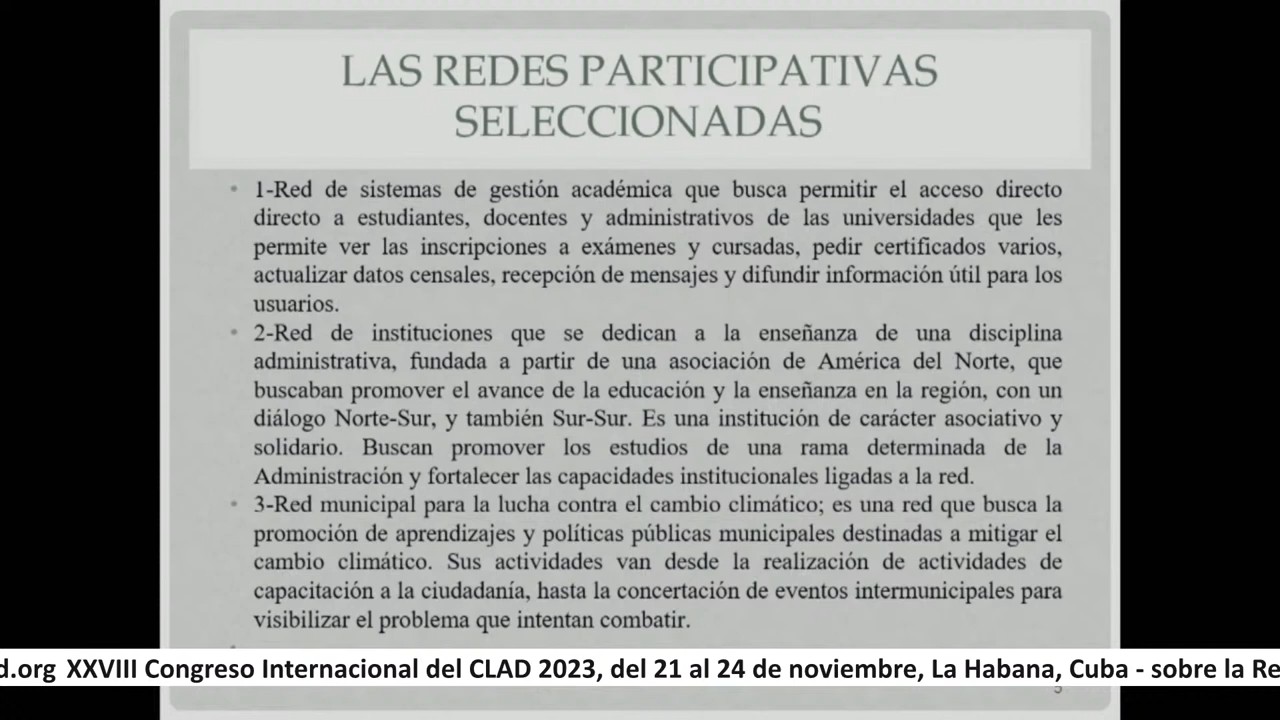 LAS REDES PARTICIPATIVAS
SELECCIONADAS
• 1-Red de sistemas de gestión académica que busca permitir el acceso directo
directo a estudiantes, docentes y administrativos de las universidades que les
permite ver las inscripciones a exámenes y cursadas, pedir certificados varios,
actualizar datos censales, recepción de mensajes y difundir información útil para los
usuarios.
• 2-Red de instituciones que se dedican a la enseñanza de una disciplina
administrativa, fundada a partir de una asociación de América del Norte, que
buscaban promover el avance de la educación y la enseñanza en la región, con un
diálogo Norte-Sur, y también Sur-Sur. Es una institución de carácter asociativo y
solidario. Buscan promover los estudios de una rama determinada de la
Administración y fortalecer las capacidades institucionales ligadas a la red.
• 3-Red municipal para la lucha contra el cambio climático; es una red que busca la
promoción de aprendizajes y políticas públicas municipales destinadas a mitigar el
cambio climático. Sus actividades van desde la realización de actividades de
capacitación a la ciudadanía, hasta la concertación de eventos intermunicipales para
visibilizar el problema que intentan combatir.
d.org XXVIII Congreso Internacional del CLAD 2023, del 21 al 24 de noviembre, La Habana, Cuba - sobre la Re
5